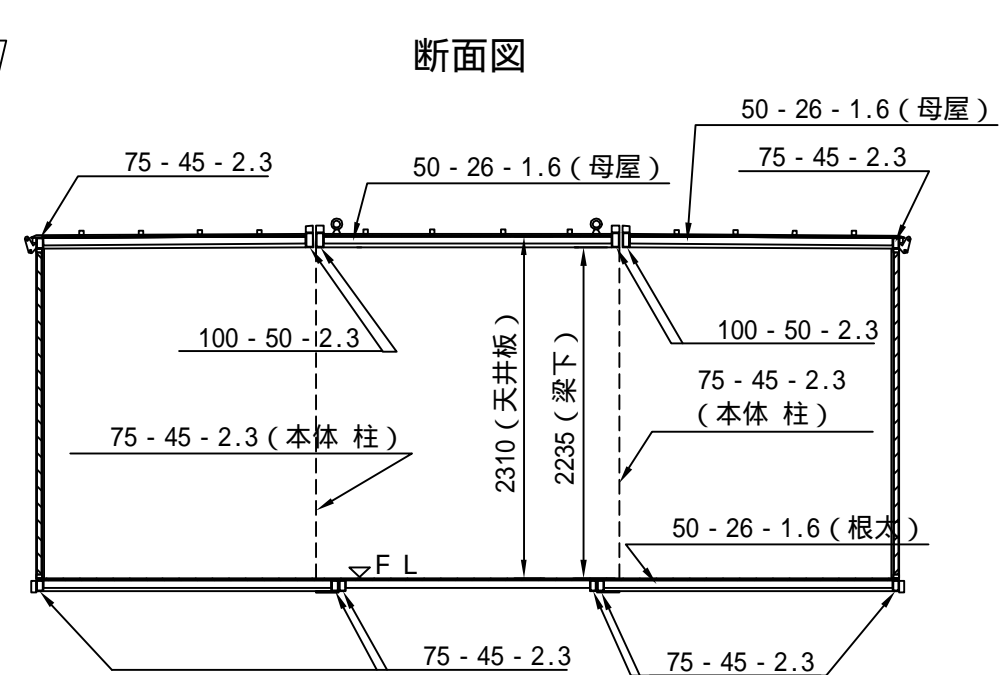 断面図
50 - 26 - 1.6 ( 母屋 )
75 - 45 - 2.3
50 - 26 - 1.6 ( 母屋 )
75 - 45 - 2.3
100 - 50 - 2.3
2310 ( 天井板 )
2235 ( 梁下 )
100 - 50 - 2.3
75 - 45 - 2.3
( 本体 柱 )
75 - 45 - 2.3 ( 本体 柱 )
50 - 26 - 1.6 ( 根太 )
F L
75 - 45 - 2.3
75 - 45 - 2.3